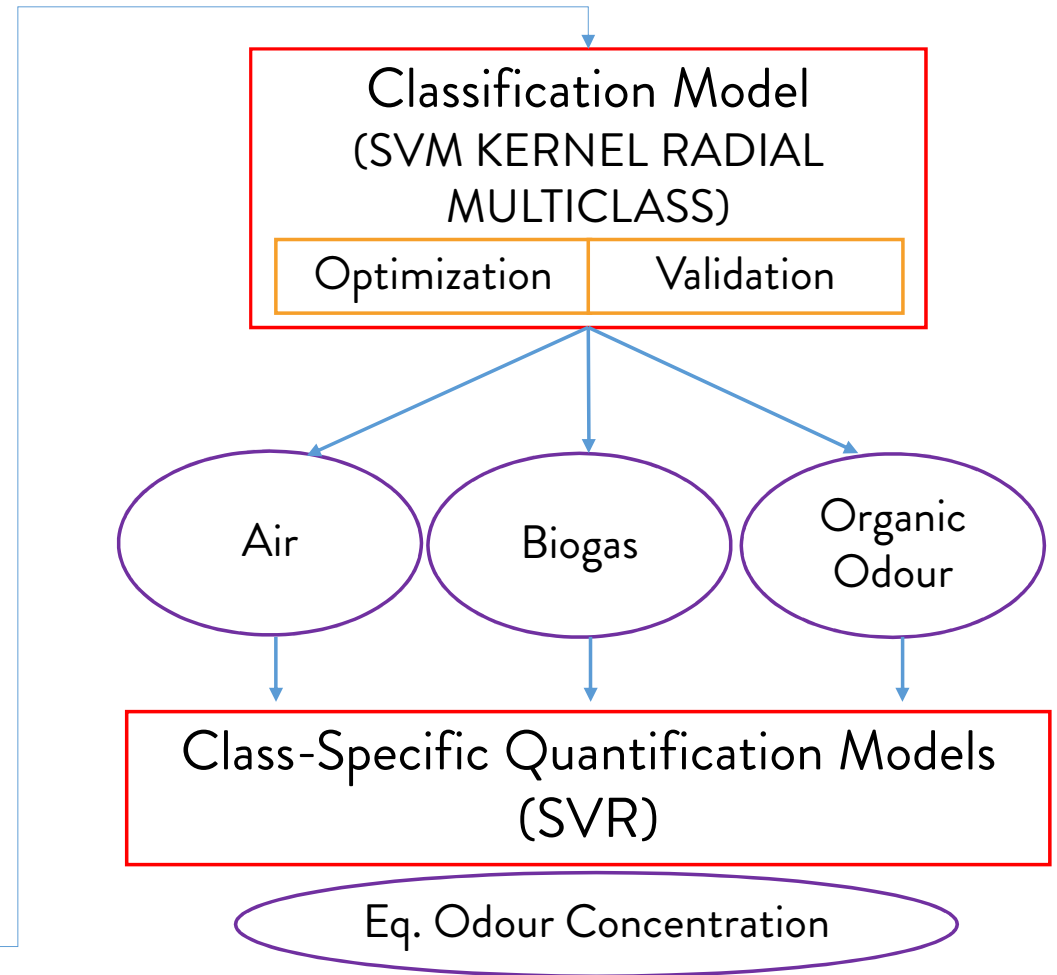 Classification Model
(SVM KERNEL RADIAL
MULTICLASS)
Optimization
Validation
Air
Biogas
Organic
Odour
Class-Specific Quantification Models
(SVR)
Eq. Odour Concentration